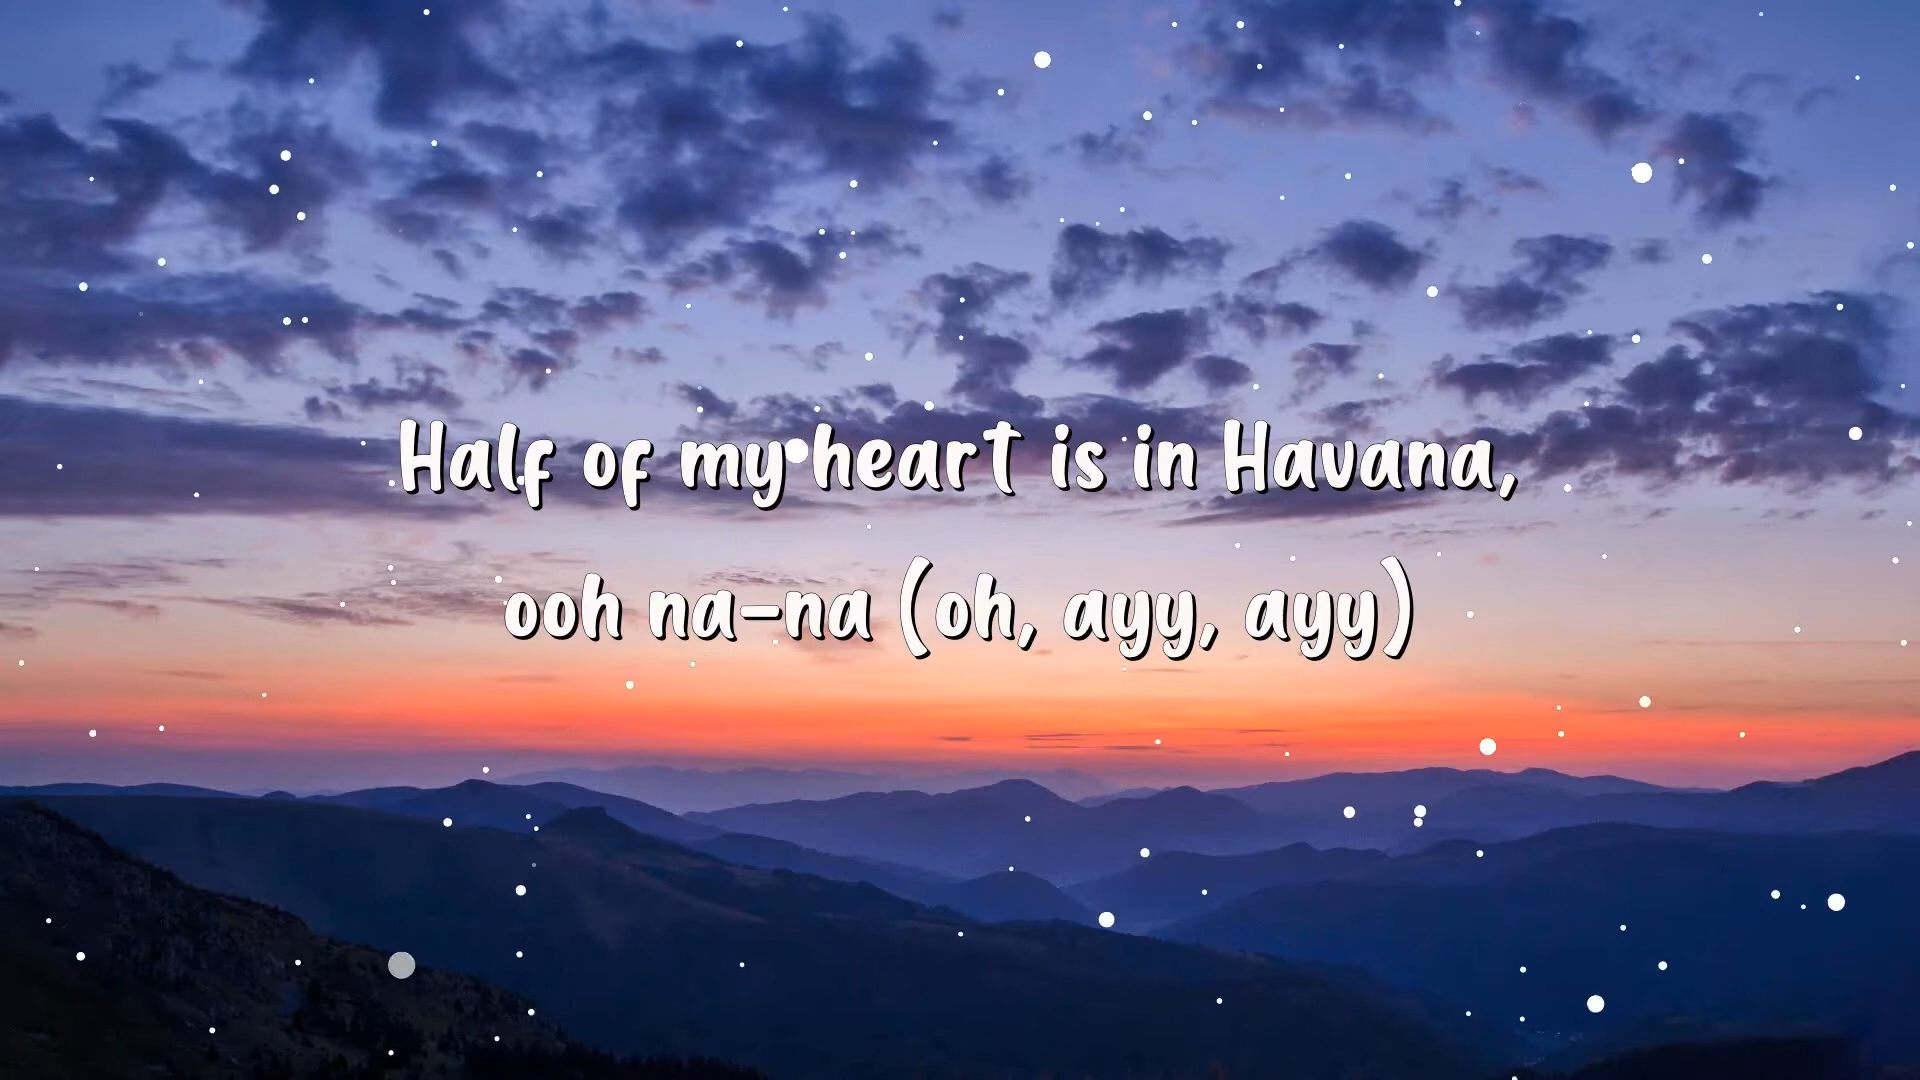 Half of my heart is in Havana,
ooh na-na (oh, ayy, ayy)